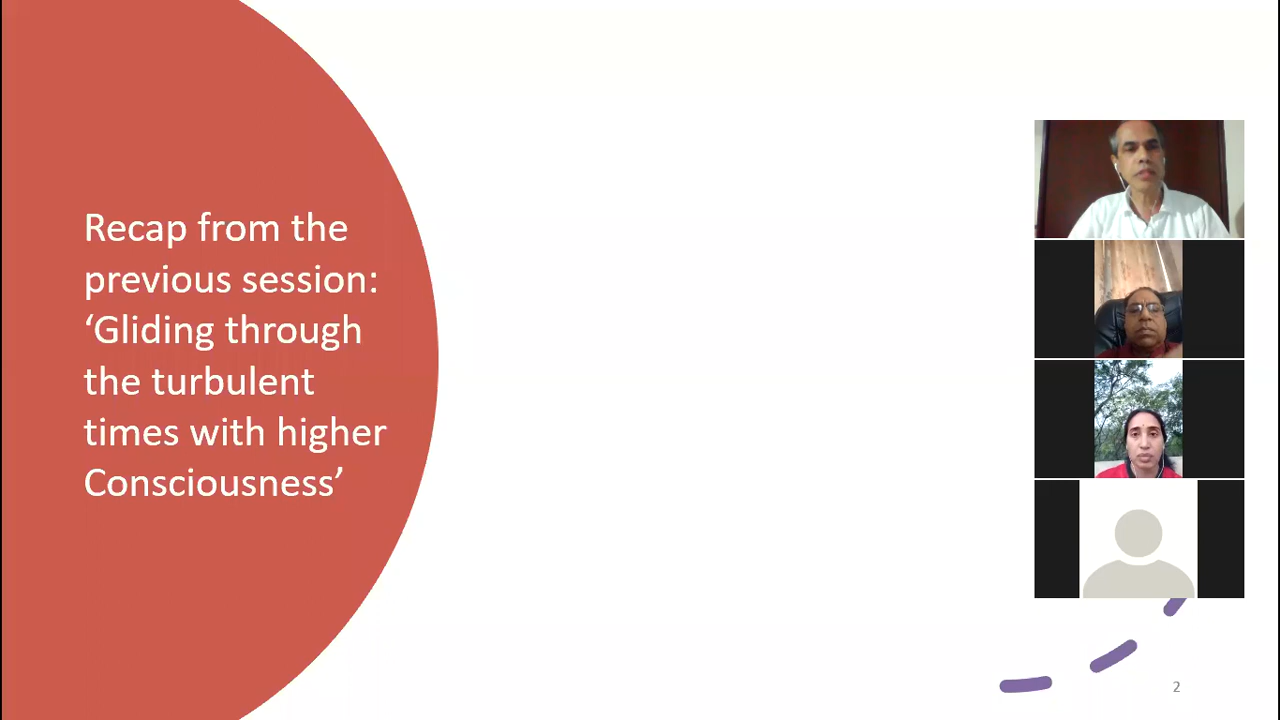 Recap from the
previous session:
‘Gliding through
the turbulent
times with higher
Consciousness’
2